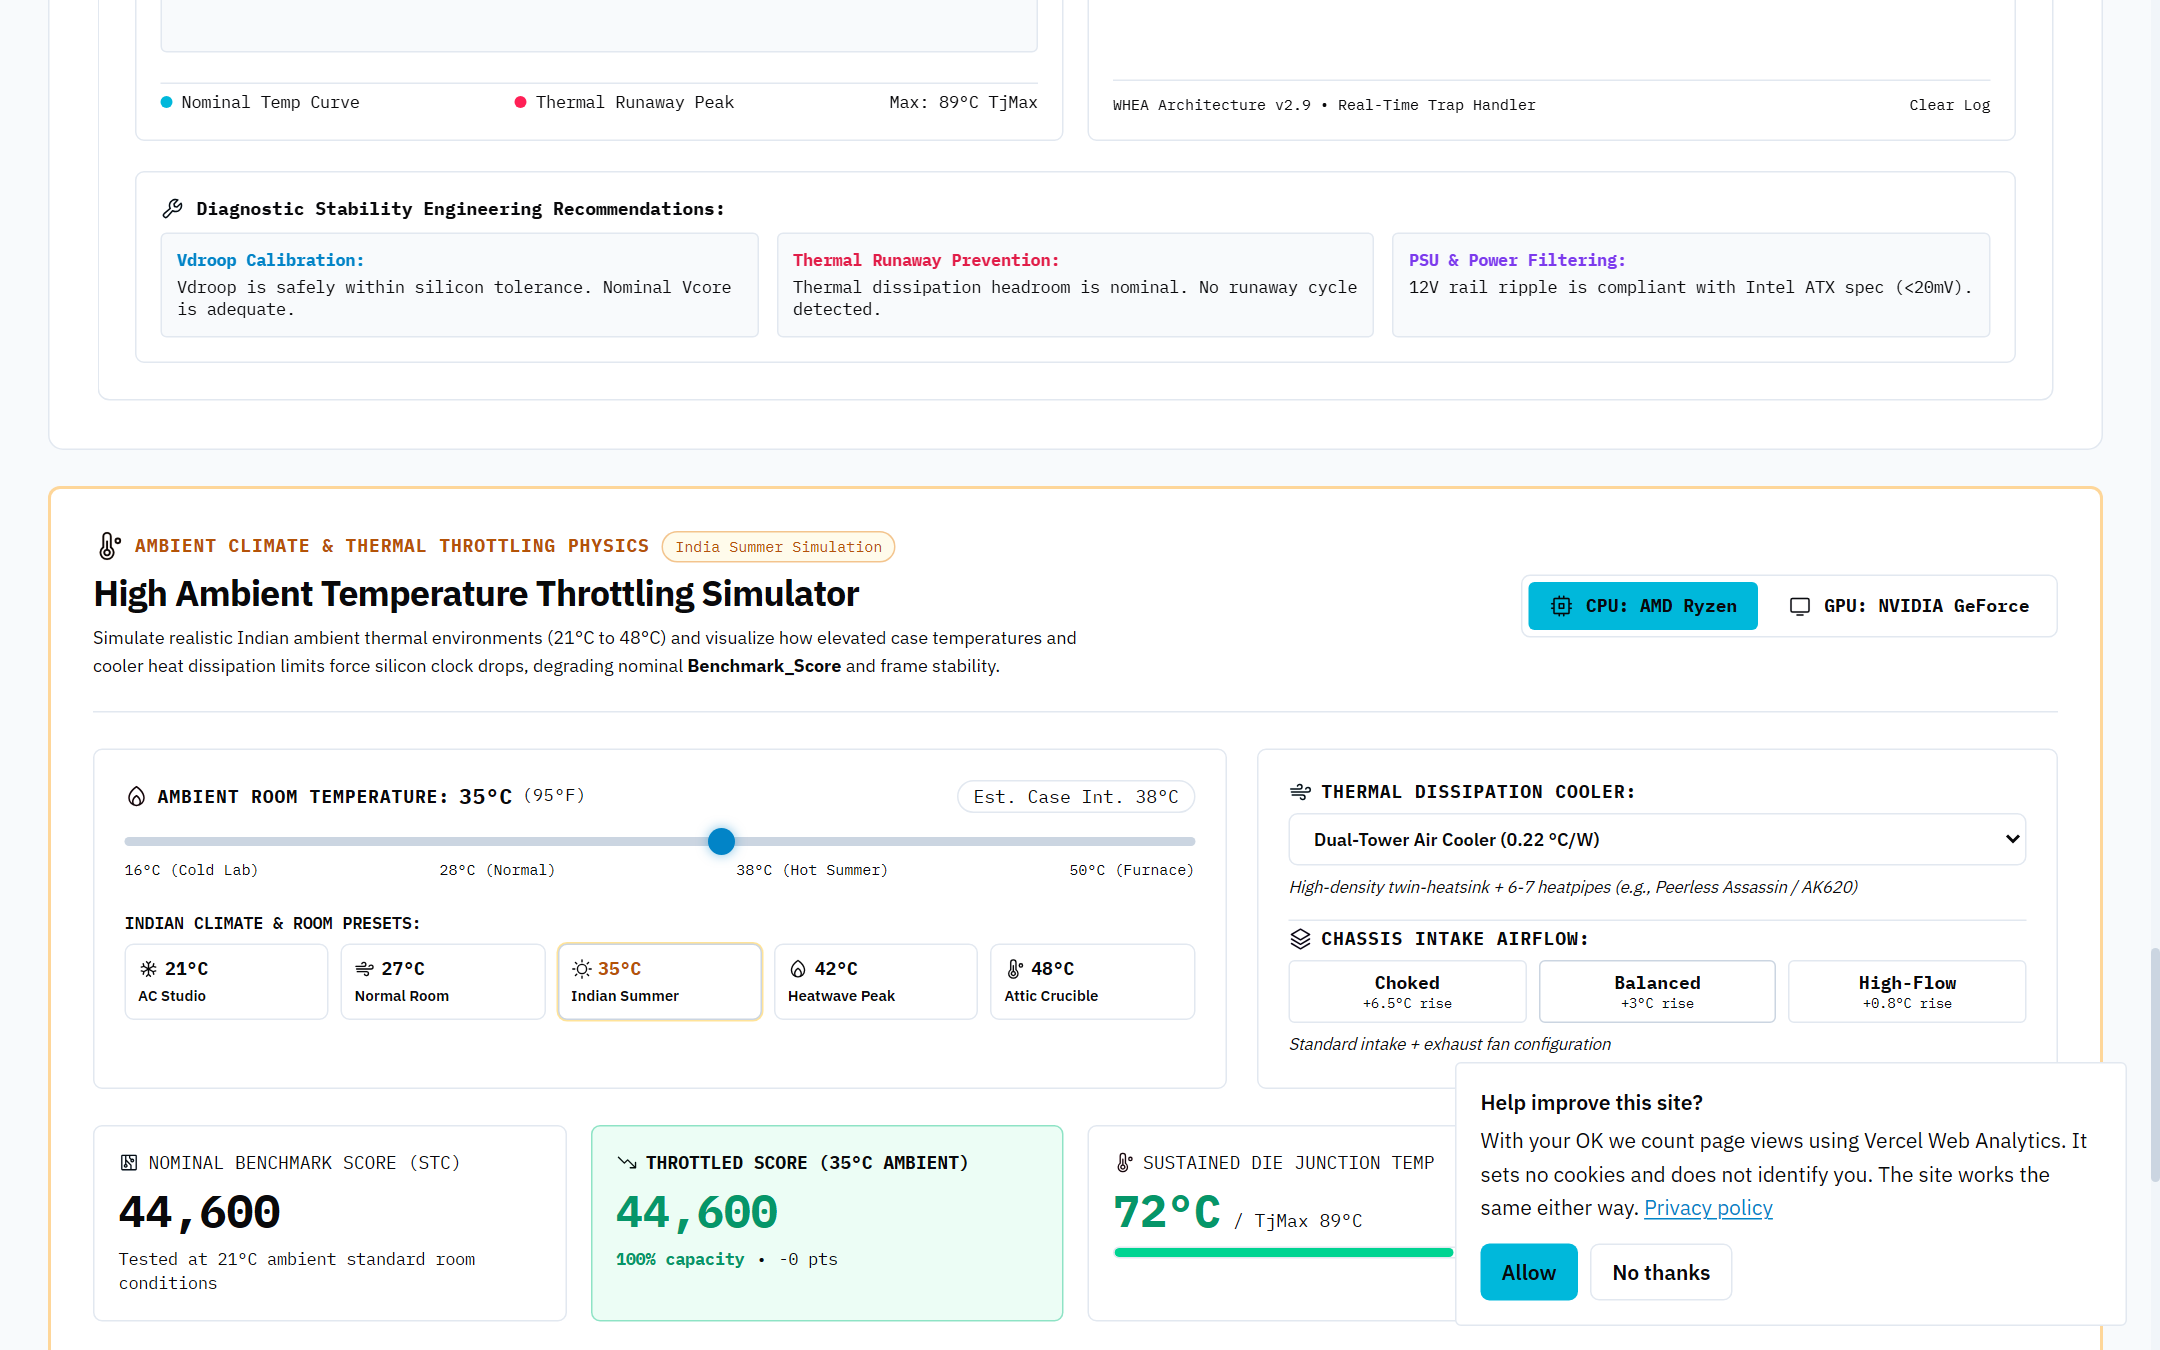 Nominal Temp Curve
Thermal Runaway Peak
Max: 89°C TjMax
WHEA Architecture v2.9 • Real-Time Trap Handler
Clear Log
Diagnostic Stability Engineering Recommendations:
Vdroop Calibration:
Vdroop is safely within silicon tolerance. Nominal Vcore
is adequate.
Thermal Runaway Prevention:
Thermal dissipation headroom is nominal. No runaway cycle
detected.
PSU & Power Filtering:
12V rail ripple is compliant with Intel ATX spec (<20mV).
AMBIENT CLIMATE & THERMAL THROTTLING PHYSICS
India Summer Simulation
High Ambient Temperature Throttling Simulator
Simulate realistic Indian ambient thermal environments (21°C to 48°C) and visualize how elevated case temperatures and
cooler heat dissipation limits force silicon clock drops, degrading nominal Benchmark_Score and frame stability.
CPU: AMD Ryzen
GPU: NVIDIA GeForce
AMBIENT ROOM TEMPERATURE: 35°C (95°F)
Est. Case Int. 38°C
16°C (Cold Lab)
28°C (Normal)
38°C (Hot Summer)
50°C (Furnace)
INDIAN CLIMATE & ROOM PRESETS:
21°C
AC Studio
27°C
Normal Room
35°C
Indian Summer
42°C
Heatwave Peak
48°C
Attic Crucible
THERMAL DISSIPATION COOLER:
Dual-Tower Air Cooler (0.22 °C/W)
High-density twin-heatsink + 6-7 heatpipes (e.g., Peerless Assassin / AK620)
CHASSIS INTAKE AIRFLOW:
Choked
+6.5°C rise
Balanced
+3°C rise
High-Flow
+0.8°C rise
Standard intake + exhaust fan configuration
NOMINAL BENCHMARK SCORE (STC)
44,600
Tested at 21°C ambient standard room
conditions
THROTTLED SCORE (35°C AMBIENT)
44,600
100% capacity • -0 pts
SUSTAINED DIE JUNCTION TEMP
72°C / TjMax 89°C
Help improve this site?
With your OK we count page views using Vercel Web Analytics. It
sets no cookies and does not identify you. The site works the
same either way. Privacy policy
Allow
No thanks